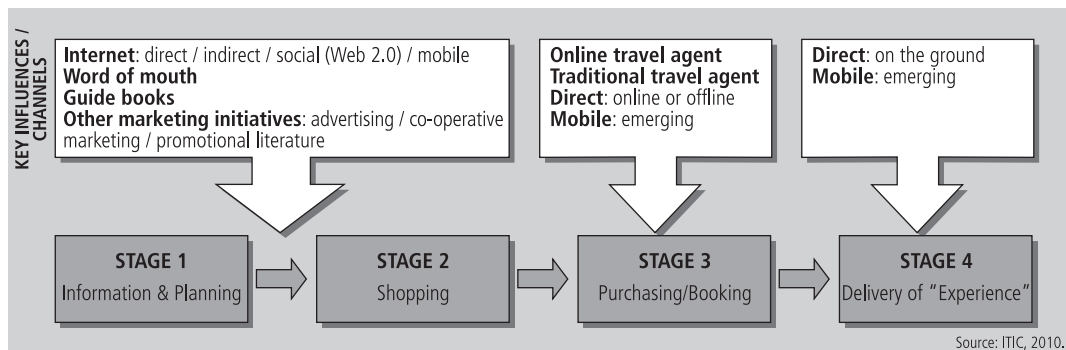 KEY INFLUENCES /
CHANNELS
Internet: direct / indirect / social (Web 2.0) / mobile
Word of mouth
Guide books
Other marketing initiatives: advertising / co-operative
marketing / promotional literature
Online travel agent
Traditional travel agent
Direct: online or offline
Mobile: emerging
Direct: on the ground
Mobile: emerging
STAGE 1
Information & Planning
STAGE 2
Shopping
STAGE 3
Purchasing/Booking
STAGE 4
Delivery of "Experience"
Source: ITIC, 2010.